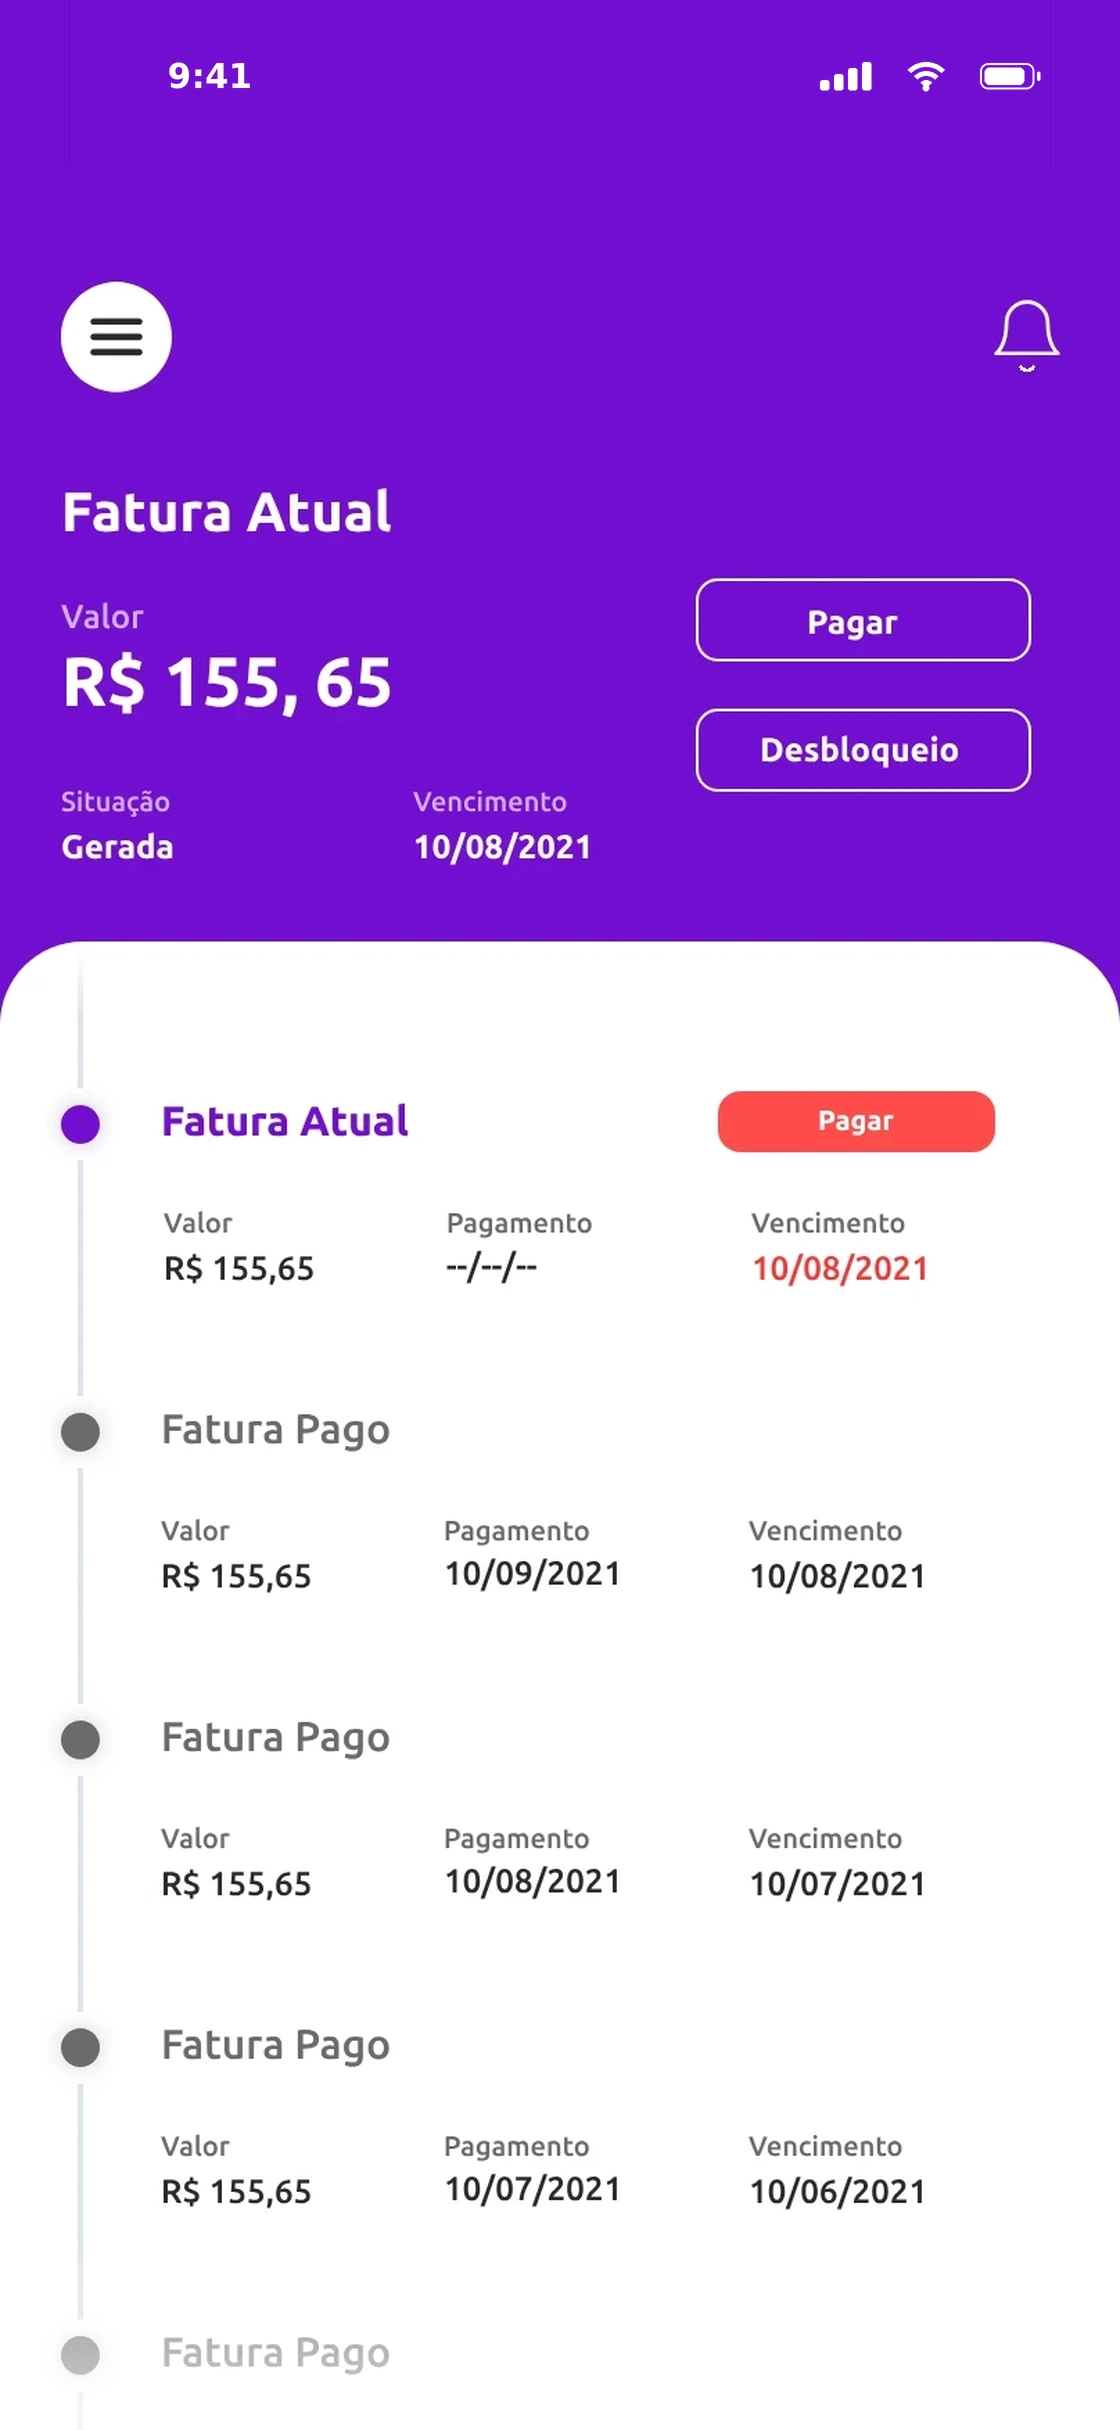 9:41
Fatura Atual
Valor
R$ 155, 65
Pagar
Desbloqueio
Situação Vencimento
Gerada 10/08/2021
Fatura Atual Pagar
Valor Pagamento Vencimento
R$ 155,65 --/--/-- 10/08/2021
Fatura Pago
Valor Pagamento Vencimento
R$ 155,65 10/09/2021 10/08/2021
Fatura Pago
Valor Pagamento Vencimento
R$ 155,65 10/08/2021 10/07/2021
Fatura Pago
Valor Pagamento Vencimento
R$ 155,65 10/07/2021 10/06/2021
Fatura Pago